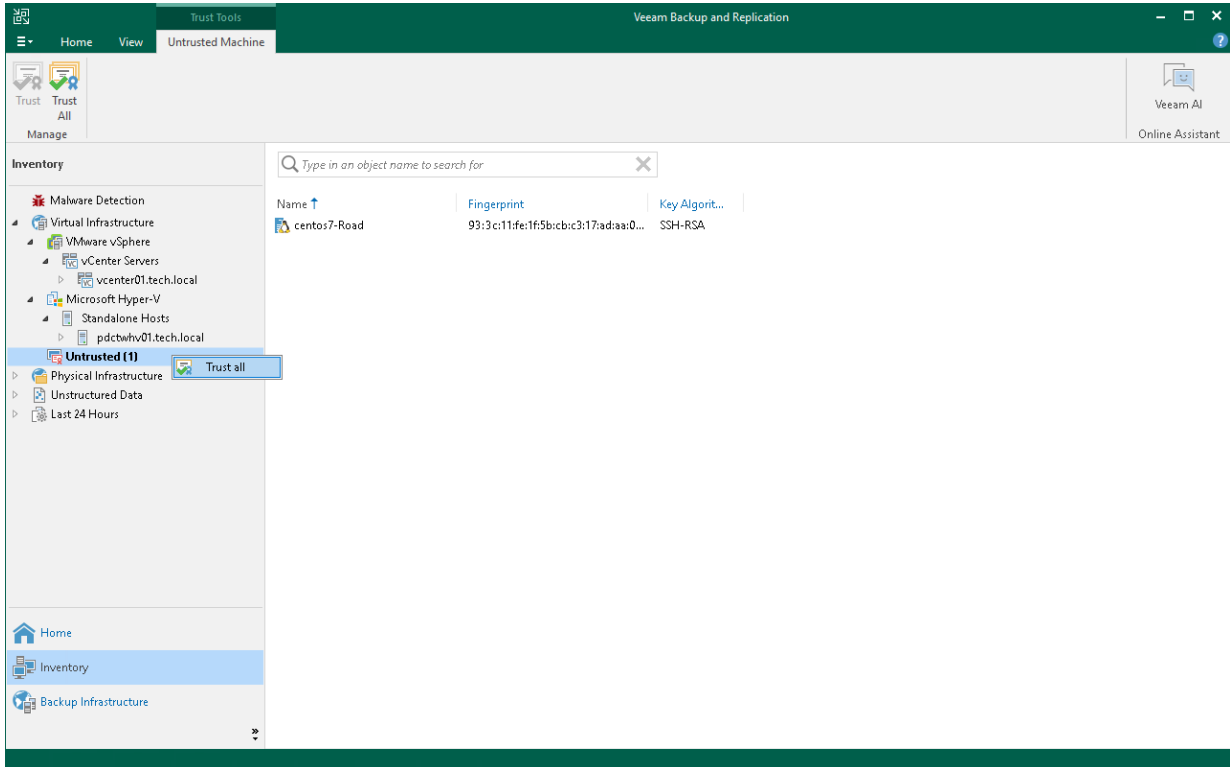 Trust Tools
Veeam Backup and Replication
Home View Untrusted Machine
Trust
Trust All
Manage
Veeam AI
Online Assistant
Inventory
Type in an object name to search for
Malware Detection
Virtual Infrastructure
VMware vSphere
vCenter Servers
vcenter01.tech.local
Microsoft Hyper-V
Standalone Hosts
pdctwhv01.tech.local
Untrusted (1)
Trust all
Physical Infrastructure
Unstructured Data
Last 24 Hours
Name Fingerprint Key Algorit...
centos7-Road 93:3c:11:fe:1f:5b:cb:c3:17:ad:aa:0... SSH-RSA
Home
Inventory
Backup Infrastructure